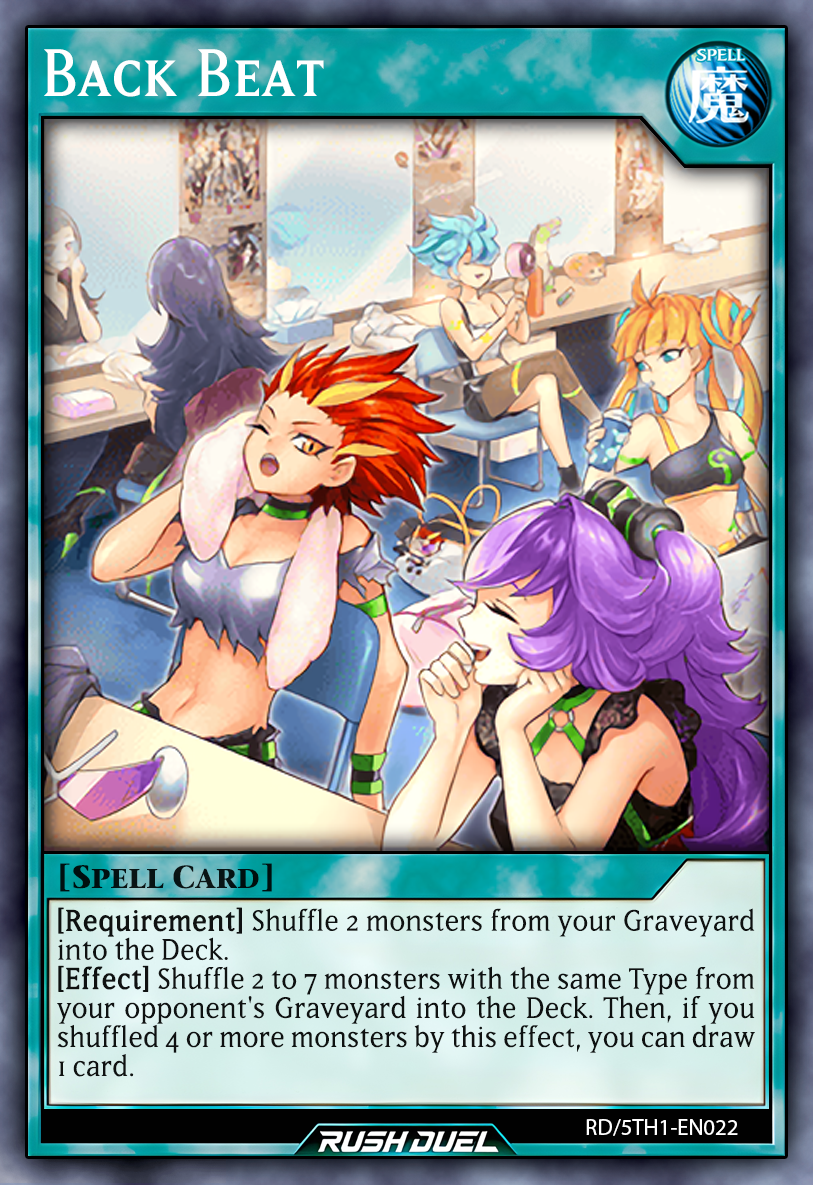 Back Beat
SPELL
魔
[Spell Card]
[Requirement] Shuffle 2 monsters from your Graveyard
into the Deck.
[Effect] Shuffle 2 to 7 monsters with the same Type from
your opponent's Graveyard into the Deck. Then, if you
shuffled 4 or more monsters by this effect, you can draw
1 card.
RD/5TH1-EN022
RUSH DUEL